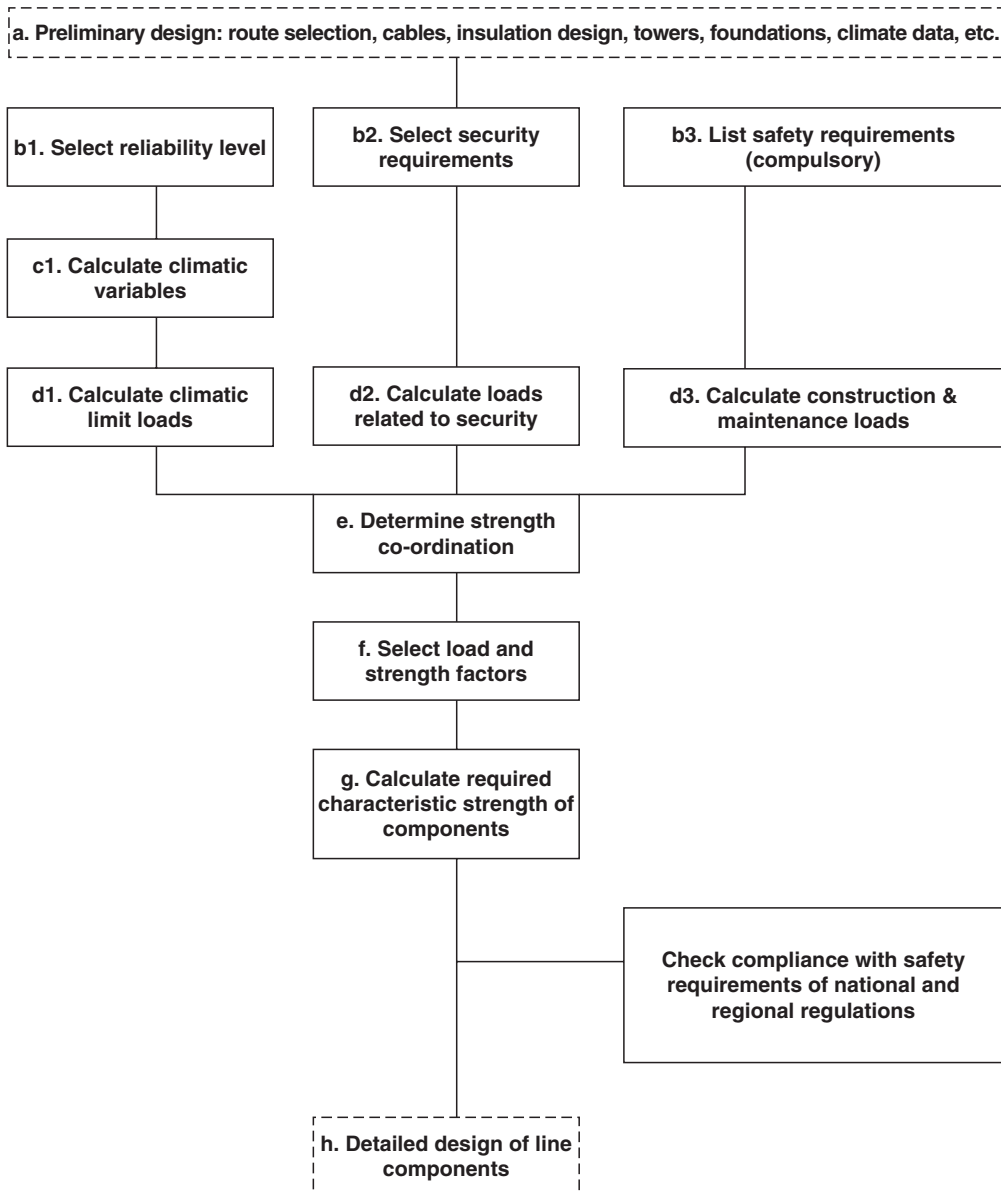 a. Preliminary design: route selection, cables, insulation design, towers, foundations, climate data, etc.
b1. Select reliability level
b2. Select security
requirements
b3. List safety requirements
(compulsory)
c1. Calculate climatic
variables
d1. Calculate climatic
limit loads
d2. Calculate loads
related to security
d3. Calculate construction &
maintenance loads
e. Determine strength
co-ordination
f. Select load and
strength factors
g. Calculate required
characteristic strength of
components
Check compliance with safety
requirements of national and
regional regulations
h. Detailed design of line
components